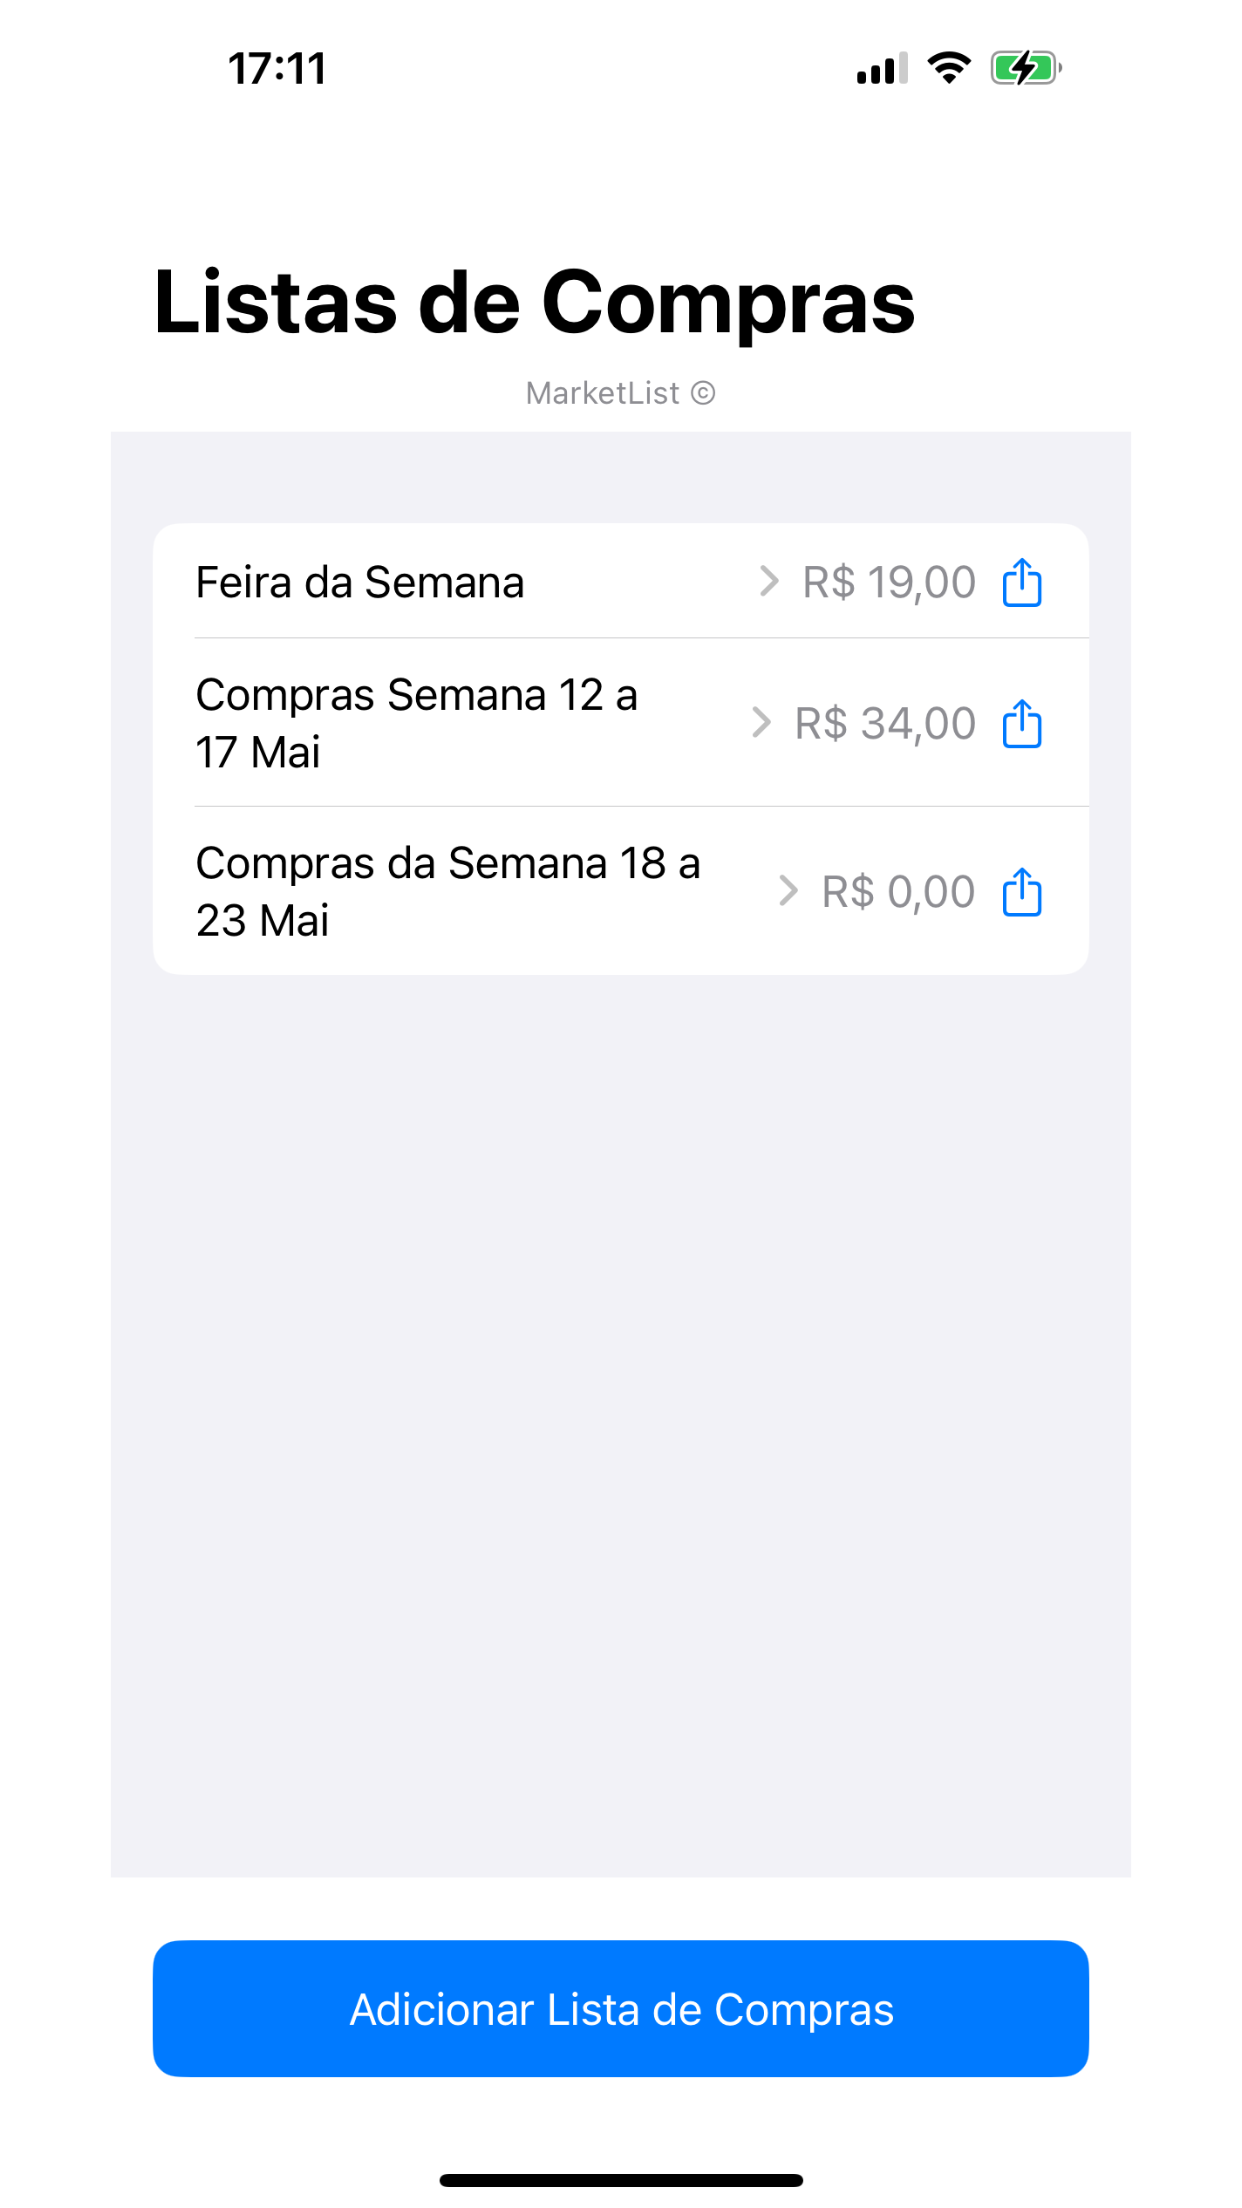 17:11
Listas de Compras
MarketList ©
Feira da Semana
R$ 19,00
Compras Semana 12 a
17 Mai
R$ 34,00
Compras da Semana 18 a
23 Mai
R$ 0,00
Adicionar Lista de Compras